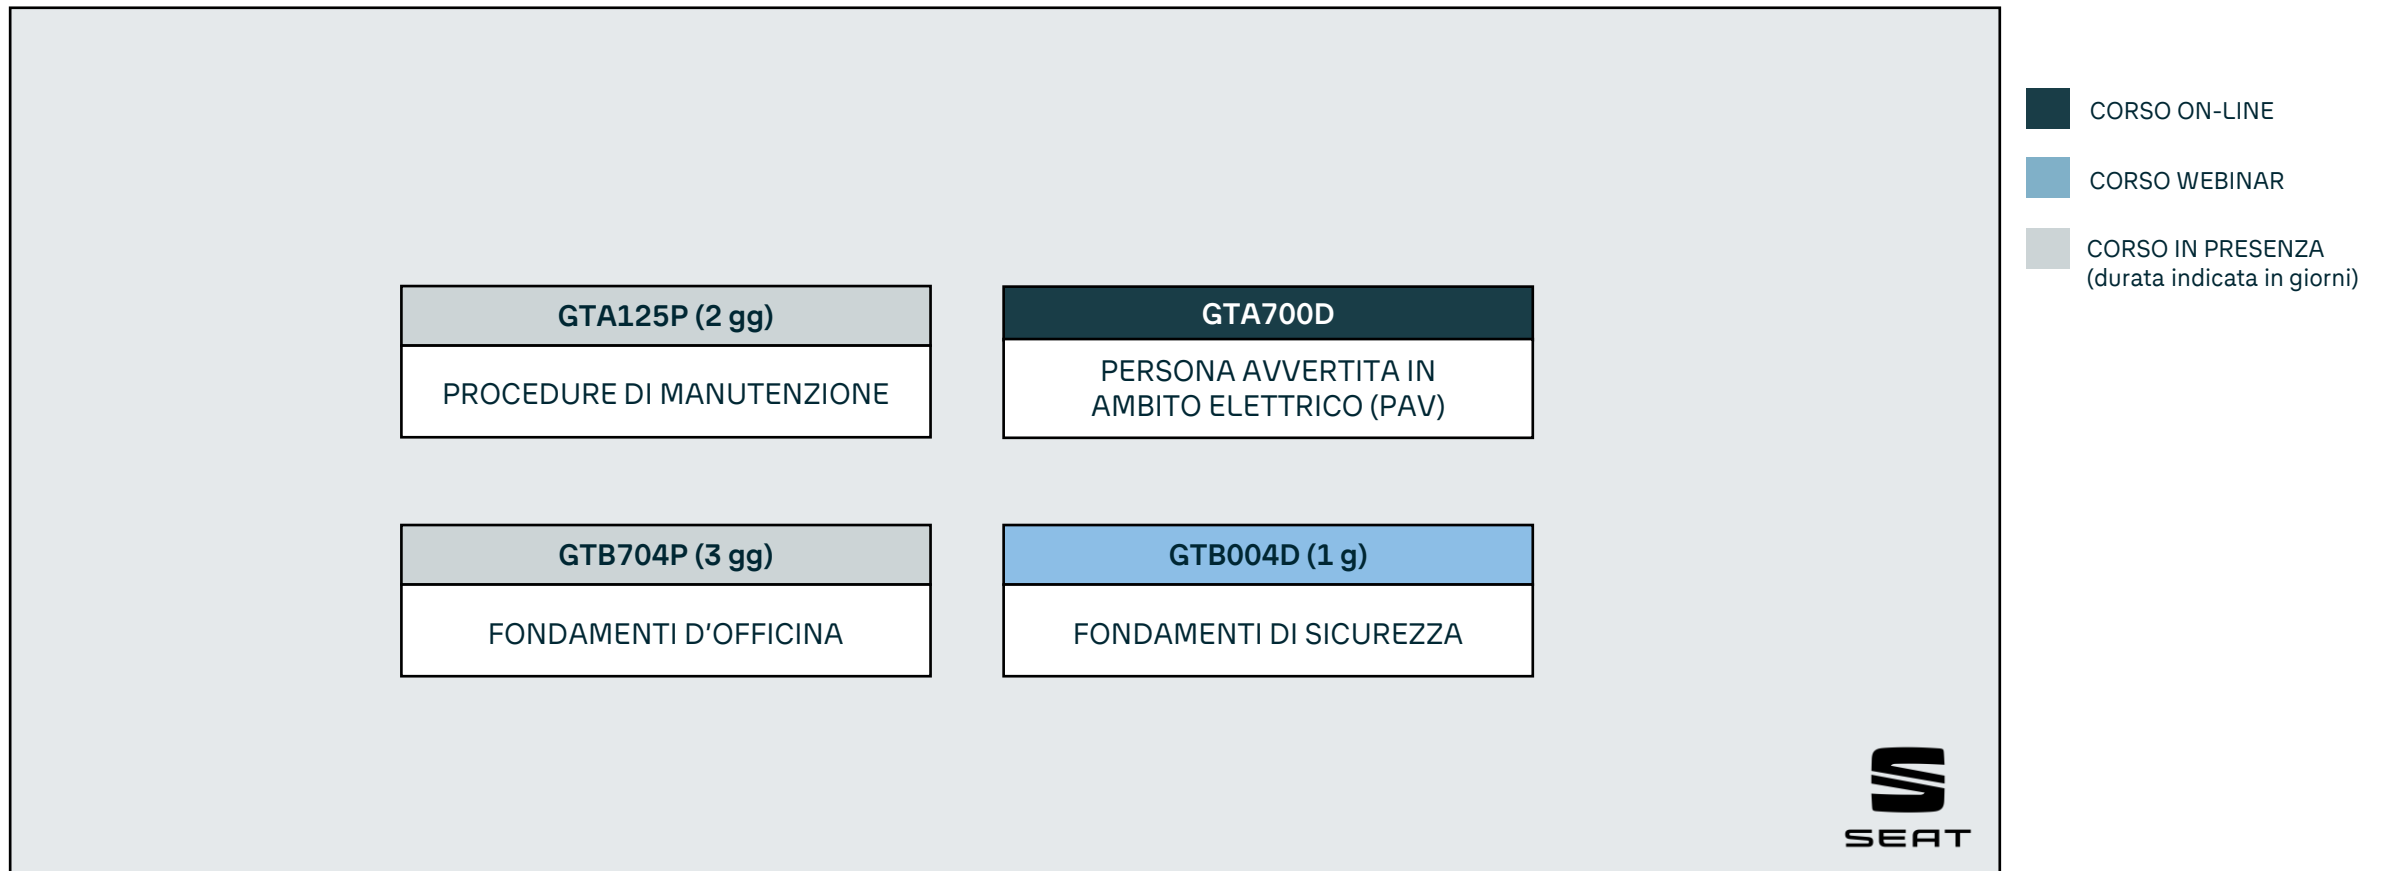 CORSO ON-LINE
CORSO WEBINAR
CORSO IN PRESENZA
(durata indicata in giorni)
GTA125P (2 gg)
PROCEDURE DI MANUTENZIONE
GTA700D
PERSONA AVVERTITA IN
AMBITO ELETTRICO (PAV)
GTB704P (3 gg)
FONDAMENTI D'OFFICINA
GTB004D (1 g)
FONDAMENTI DI SICUREZZA
SEAT